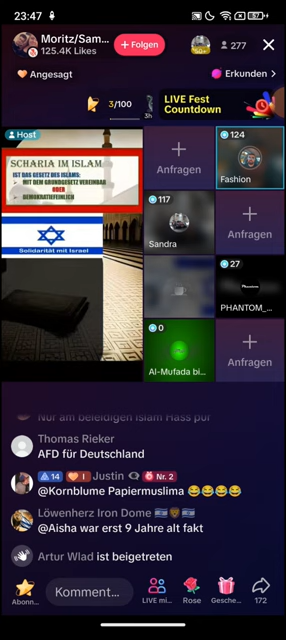 23:47
57
Moritz/Sam...
125.4K Likes
+ Folgen
277
Angesagt
Erkunden >
3/100
3h
LIVE Fest
Countdown
Host
SCHARIA IM ISLAM
IST DAS GESETZ DES ISLAMS:
MIT DEM GRUNDGESETZ VEREINBAR
ODER
DEMOKRATIEFEINLICH
Solidarität mit Israel
Anfragen
124
Fashion
117
Sandra
Anfragen
27
PHANTOM_...
0
Al-Mufada bi...
Anfragen
Nur am beleidigen islam Hass pur
Thomas Rieker
AFD für Deutschland
14 I Justin Nr. 2
@Kornblume Papiermuslima 😂😂😂😂
Löwenherz Iron Dome 🇮🇱🦁🇮🇱
@Aisha war erst 9 Jahre alt fakt
Artur Wlad ist beigetreten
Abonn...
Komment...
LIVE mi...
Rose
Gesche...
172